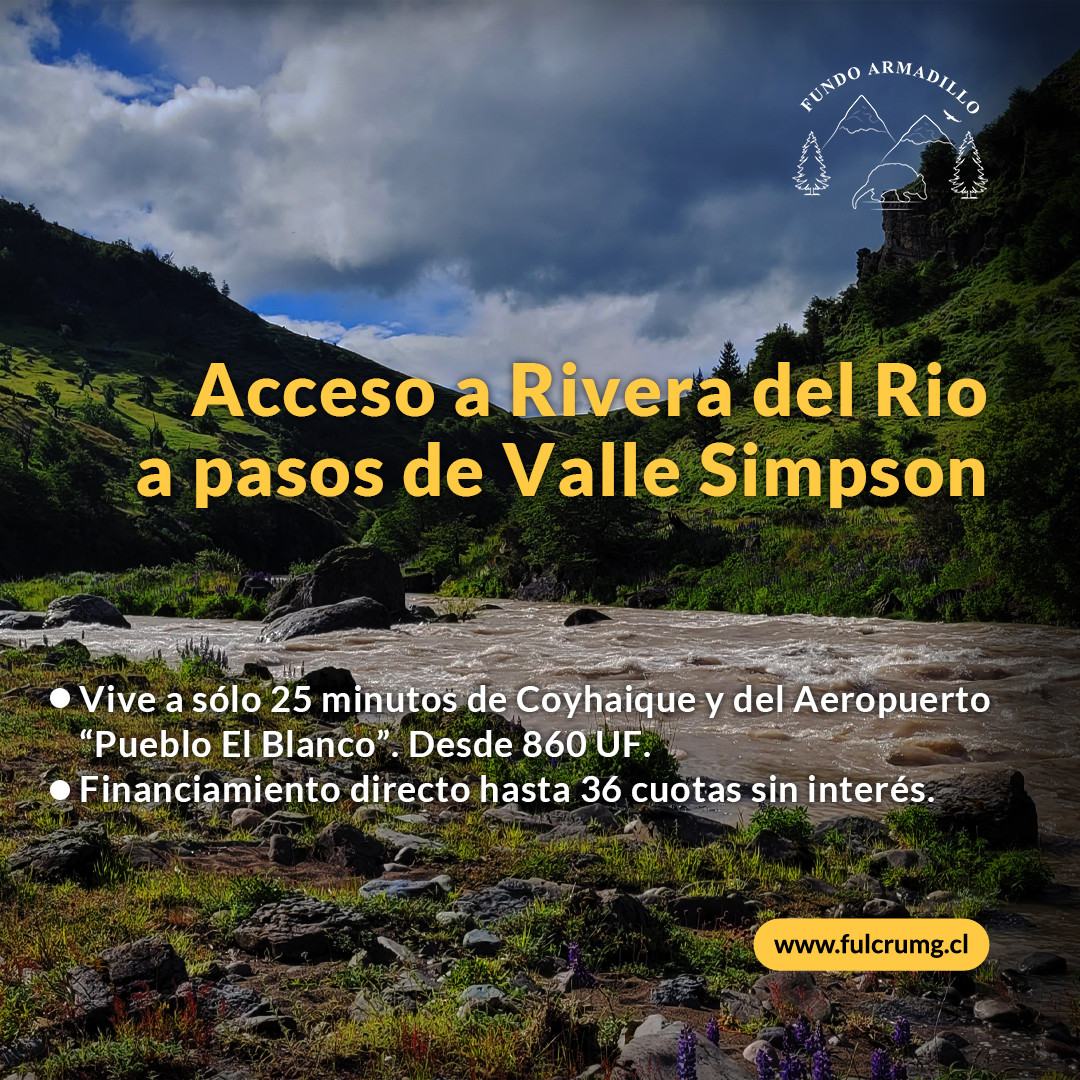 FUNDO ARMADILLO
Acceso a Rivera del Rio
a pasos de Valle Simpson
● Vive a sólo 25 minutos de Coyhaique y del Aeropuerto
“Pueblo El Blanco”. Desde 860 UF.
● Financiamiento directo hasta 36 cuotas sin interés.
www.fulcrumg.cl